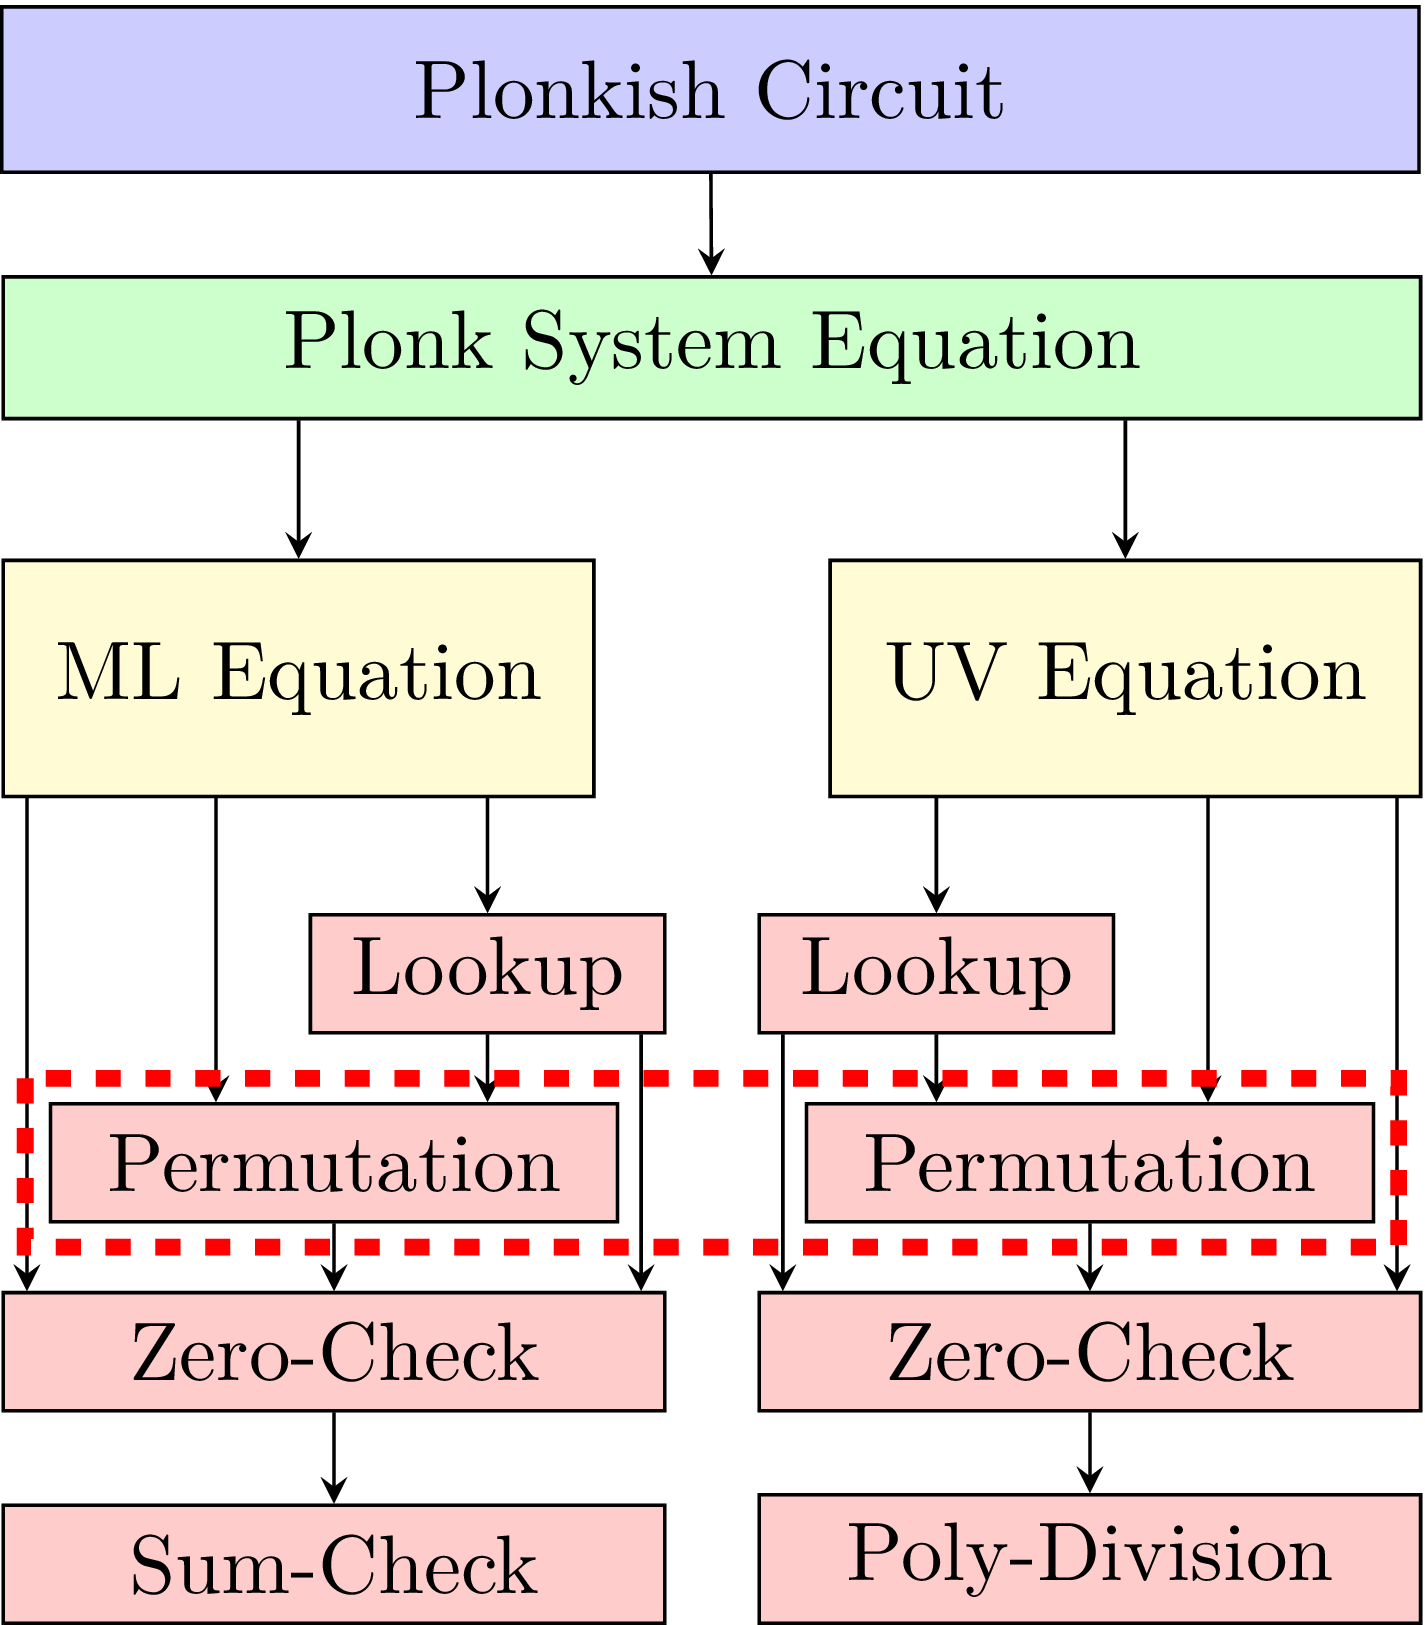 Plonkish Circuit
Plonk System Equation
ML Equation
UV Equation
Lookup
Lookup
Permutation
Permutation
Zero-Check
Zero-Check
Sum-Check
Poly-Division